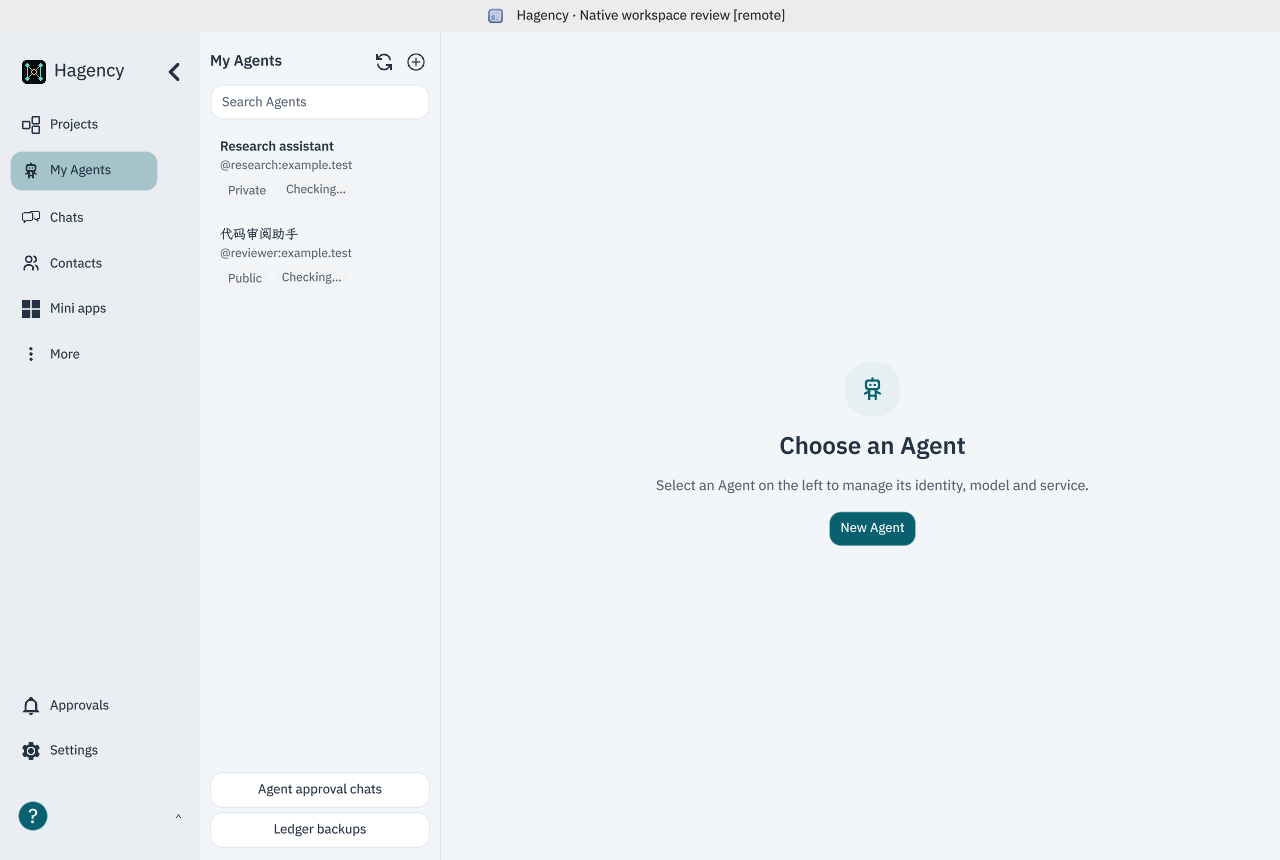 Hagency · Native workspace review [remote]
Hagency
Projects
My Agents
Chats
Contacts
Mini apps
More
Approvals
Settings
?
My Agents
Search Agents
Research assistant
@research:example.test
Private Checking...
代码审阅助手
@reviewer:example.test
Public Checking...
Agent approval chats
Ledger backups
Choose an Agent
Select an Agent on the left to manage its identity, model and service.
New Agent